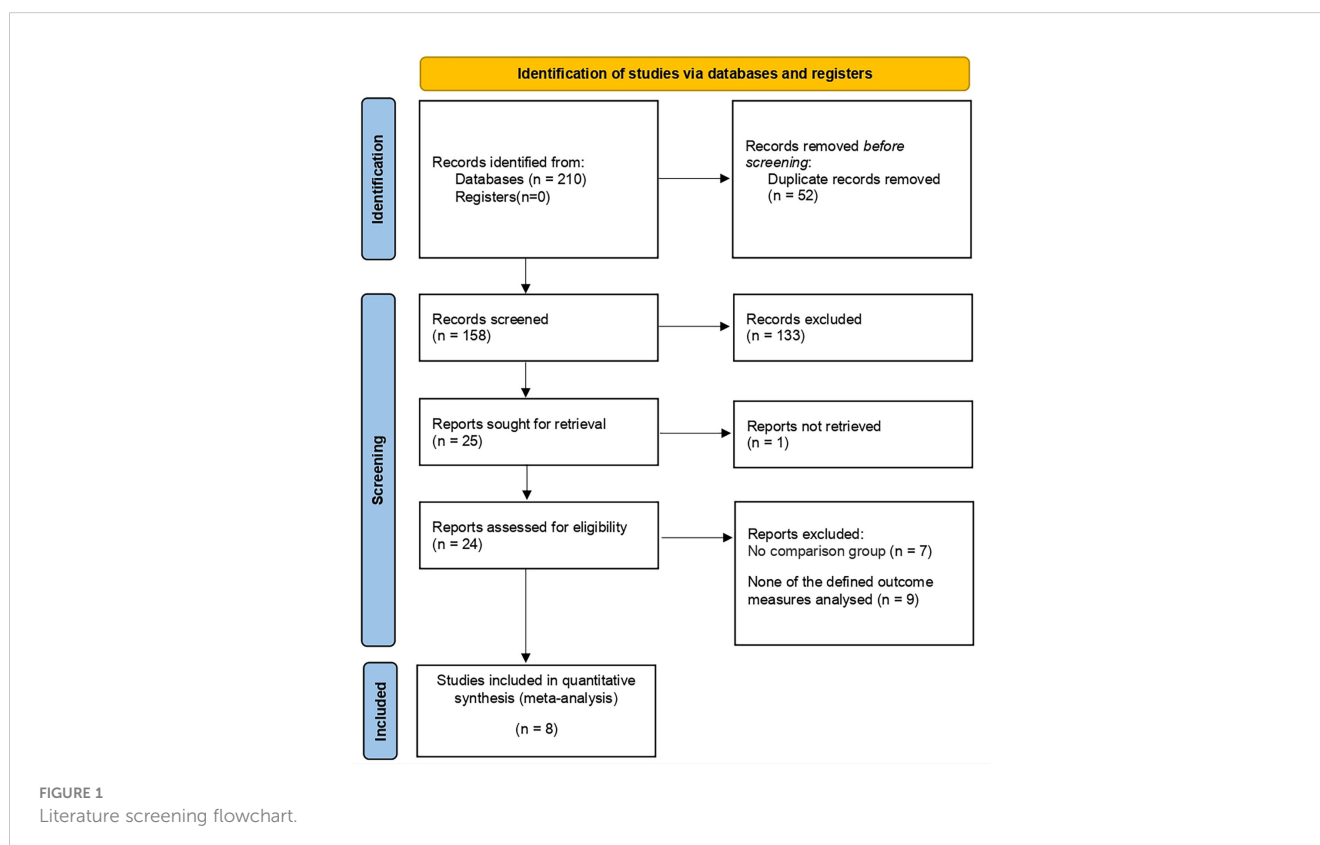 Identification of studies via databases and registers
Identification
Records identified from:
Databases (n = 210)
Registers(n=0)
Records removed before
screening:
Duplicate records removed
(n = 52)
Screening
Records screened
(n = 158)
Records excluded
(n = 133)
Reports sought for retrieval
(n = 25)
Reports not retrieved
(n = 1)
Reports assessed for eligibility
(n = 24)
Reports excluded:
No comparison group (n = 7)
None of the defined outcome
measures analysed (n = 9)
Included
Studies included in quantitative
synthesis (meta-analysis)
(n = 8)
FIGURE 1
Literature screening flowchart.